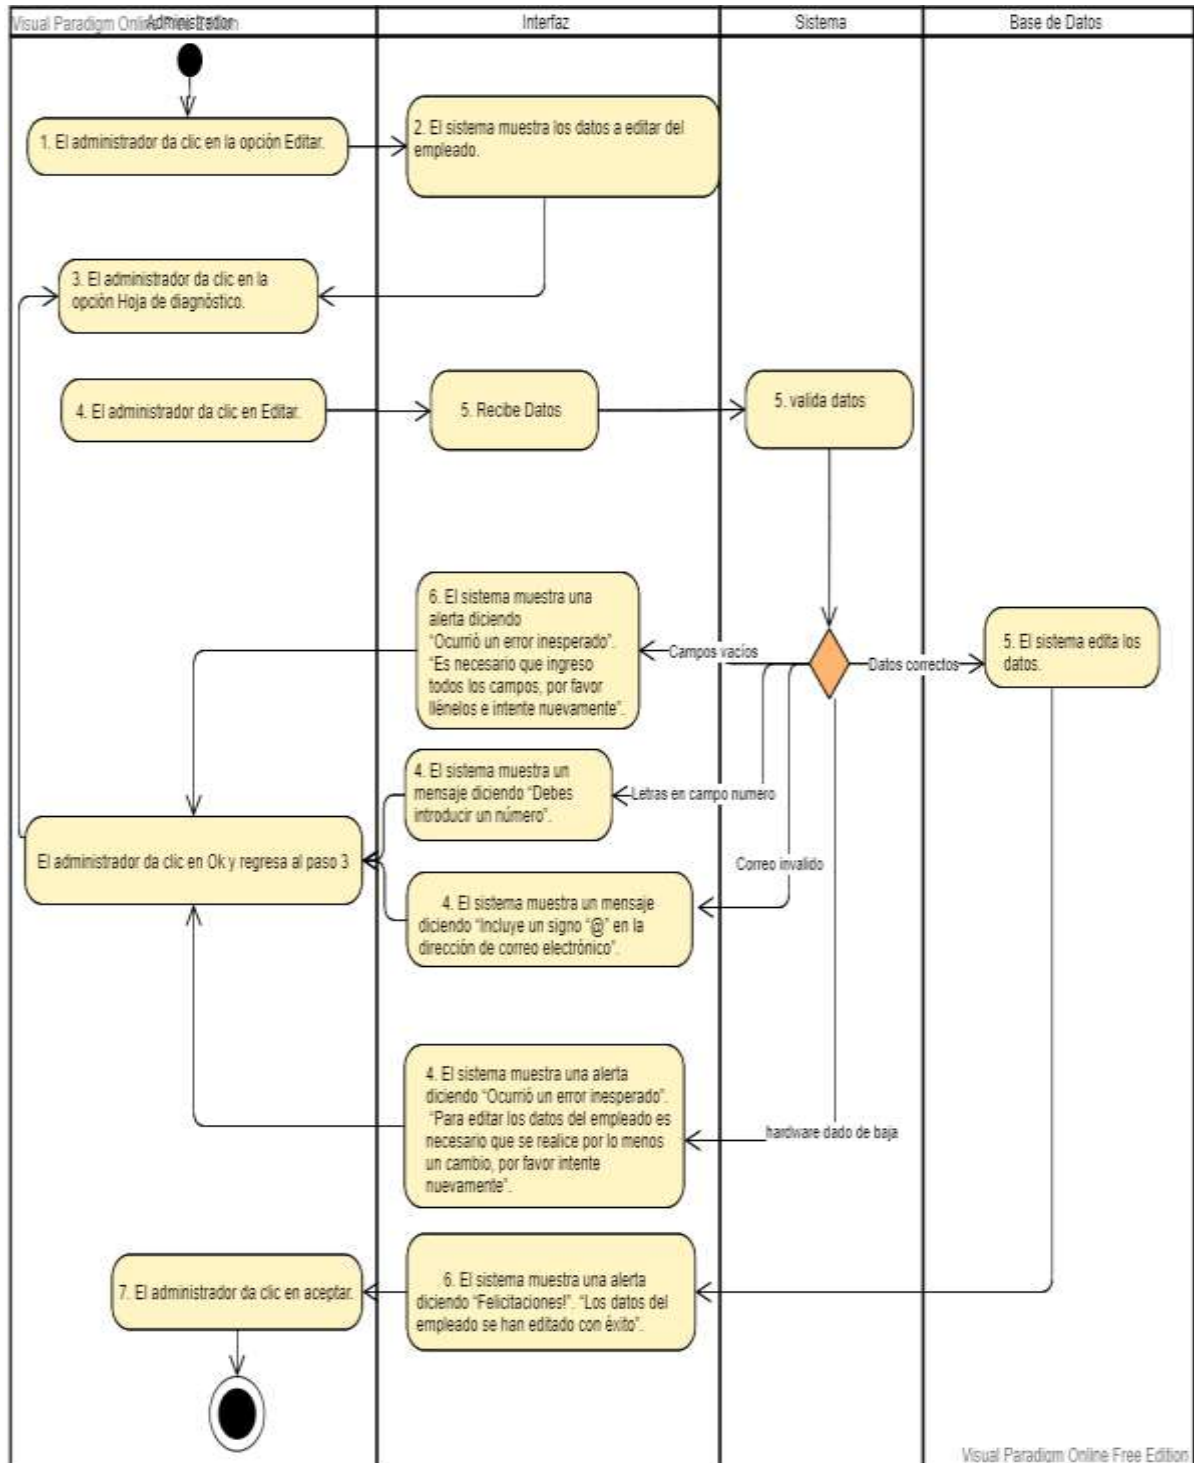 Visual Paradigm Online Free Edition
Administrador
Interfaz
Sistema
Base de Datos
1. El administrador da clic en la opción Editar.
2. El sistema muestra los datos a editar del
empleado.
3. El administrador da clic en la
opción Hoja de diagnóstico.
4. El administrador da clic en Editar.
5. Recibe Datos
5. valida datos
6. El sistema muestra una
alerta diciendo
“Ocurrió un error inesperado”.
“Es necesario que ingreso
todos los campos, por favor
llénelos e intente nuevamente”.
Campos vacíos
Datos correctos
5. El sistema edita los
datos.
4. El sistema muestra un
mensaje diciendo “Debes
introducir un número”.
Letras en campo numero
El administrador da clic en Ok y regresa al paso 3
Correo invalido
4. El sistema muestra un mensaje
diciendo “Incluye un signo “@” en la
dirección de correo electrónico”.
4. El sistema muestra una alerta
diciendo “Ocurrió un error inesperado”.
“Para editar los datos del empleado es
necesario que se realice por lo menos
un cambio, por favor intente
nuevamente”.
hardware dado de baja
7. El administrador da clic en aceptar.
6. El sistema muestra una alerta
diciendo “Felicitaciones!”. “Los datos del
empleado se han editado con éxito”.
Visual Paradigm Online Free Edition